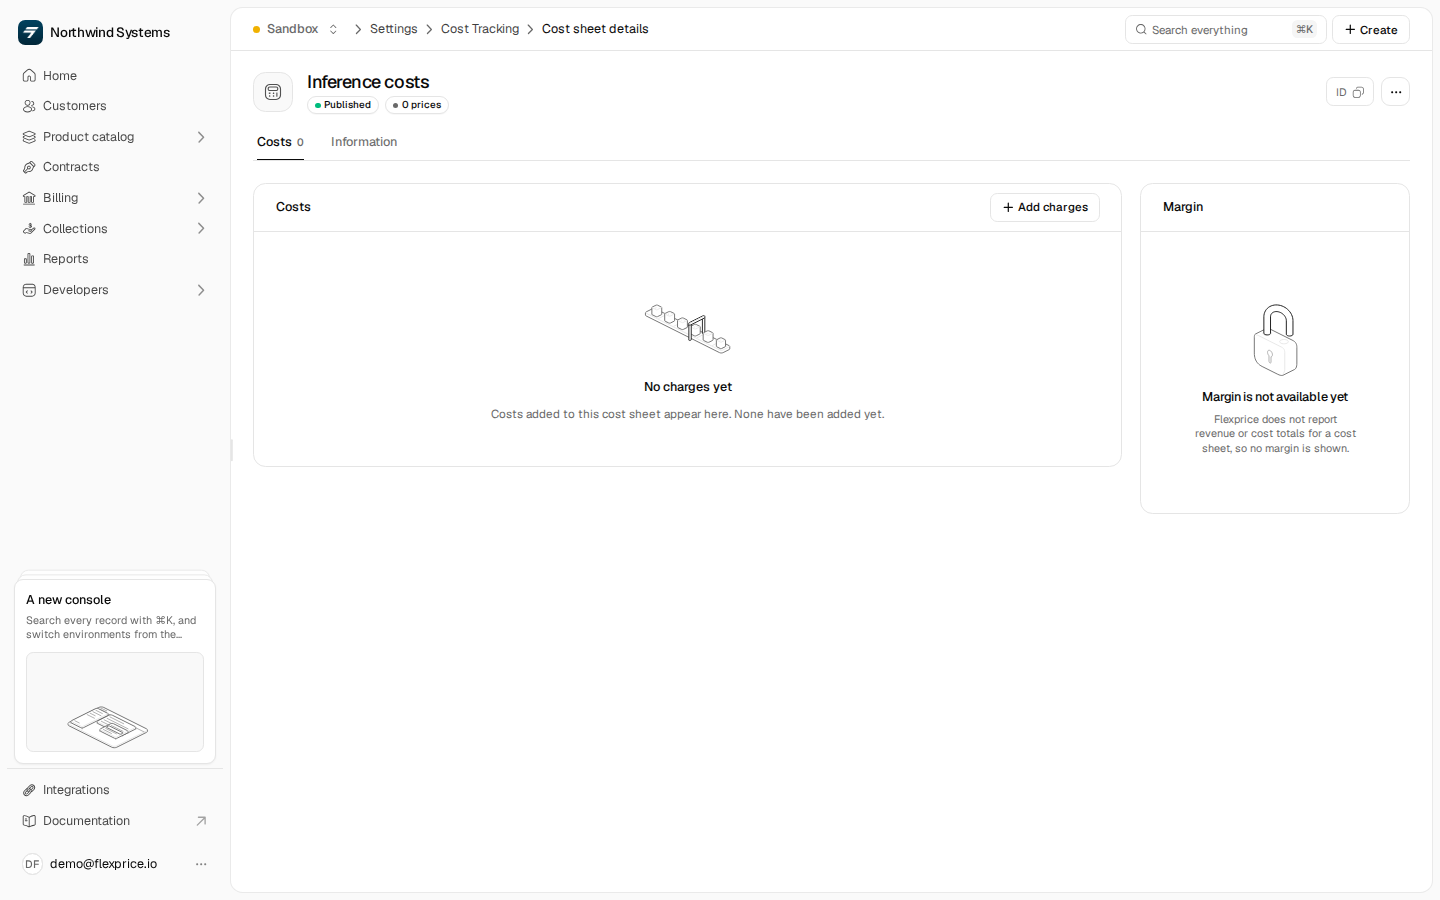 Northwind Systems
Home
Customers
Product catalog
Contracts
Billing
Collections
Reports
Developers
A new console
Search every record with ⌘K, and
switch environments from the...
Integrations
Documentation
DF demo@flexprice.io
Sandbox Settings Cost Tracking Cost sheet details
Search everything ⌘K
Create
Inference costs
Published 0 prices
ID
Costs 0 Information
Costs
Add charges
No charges yet
Costs added to this cost sheet appear here. None have been added yet.
Margin
Margin is not available yet
Flexprice does not report
revenue or cost totals for a cost
sheet, so no margin is shown.